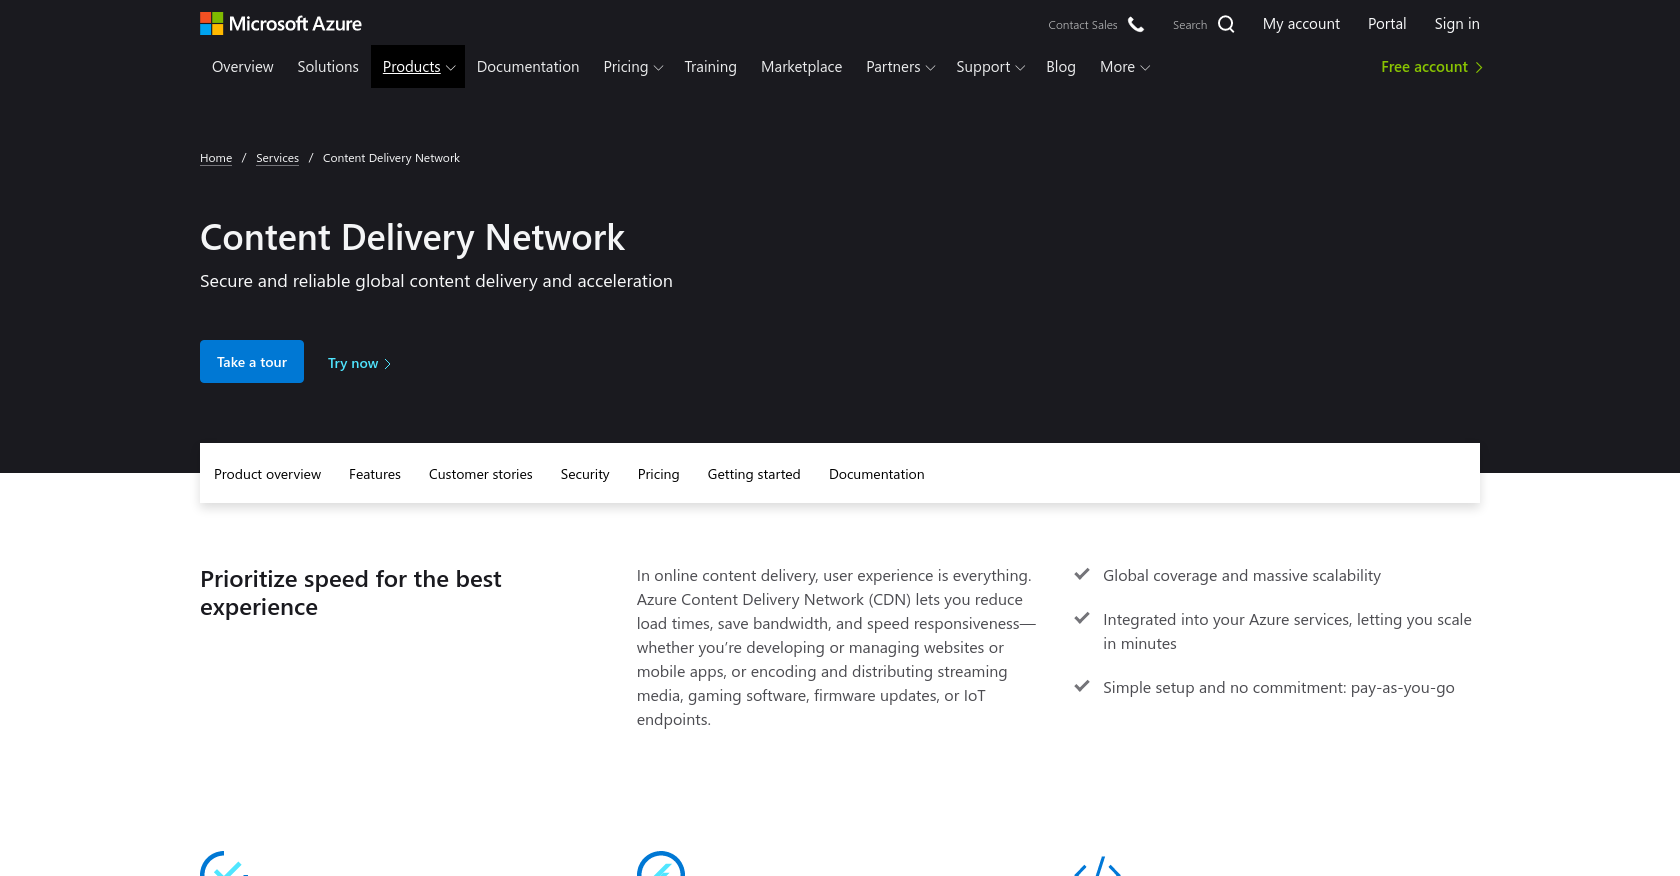 Microsoft Azure
Contact Sales
Search
My account
Portal
Sign in
Overview
Solutions
Products
Documentation
Pricing
Training
Marketplace
Partners
Support
Blog
More
Free account
Home / Services / Content Delivery Network
Content Delivery Network
Secure and reliable global content delivery and acceleration
Take a tour
Try now
Product overview
Features
Customer stories
Security
Pricing
Getting started
Documentation
Prioritize speed for the best
experience
In online content delivery, user experience is everything.
Azure Content Delivery Network (CDN) lets you reduce
load times, save bandwidth, and speed responsiveness—
whether you’re developing or managing websites or
mobile apps, or encoding and distributing streaming
media, gaming software, firmware updates, or IoT
endpoints.
Global coverage and massive scalability
Integrated into your Azure services, letting you scale
in minutes
Simple setup and no commitment: pay-as-you-go